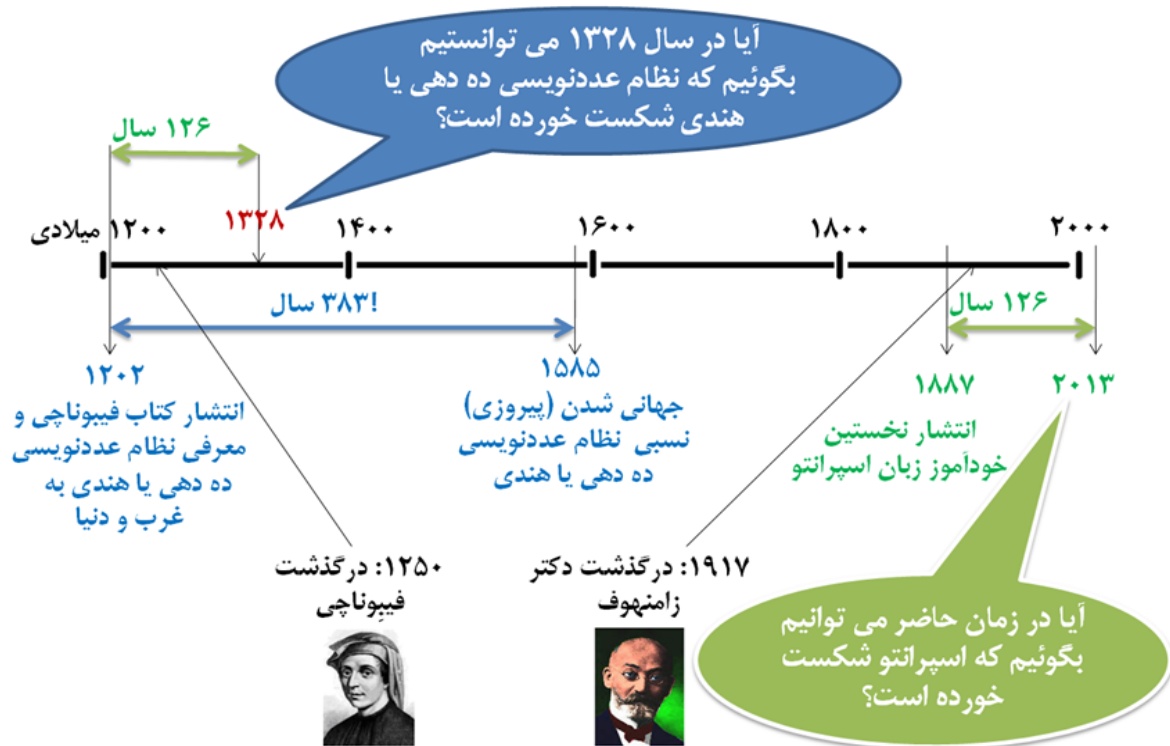 آیا در سال ۱۳۲۸ می توانستیم
بگوئیم که نظام عددنویسی ده دهی یا
هندی شکست خورده است؟
۱۲۶ سال
میلادی ۱۲۰۰
۱۳۲۸
۱۴۰۰
۱۶۰۰
۱۸۰۰
۲۰۰۰
۳۸۳ سال!
۱۲۶ سال
۱۲۰۲
انتشار کتاب فیبوناچی و
معرفی نظام عددنویسی
ده دهی یا هندی به
غرب و دنیا
۱۵۸۵
جهانی شدن (پیروزی)
نسبی نظام عددنویسی
ده دهی یا هندی
۱۸۸۷
انتشار نخستین
خودآموز زبان اسپرانتو
۲۰۱۳
۱۲۵۰: درگذشت
فیبوناچی
۱۹۱۷: درگذشت دکتر
زامنهوف
آیا در زمان حاضر می توانیم
بگوئیم که اسپرانتو شکست
خورده است؟